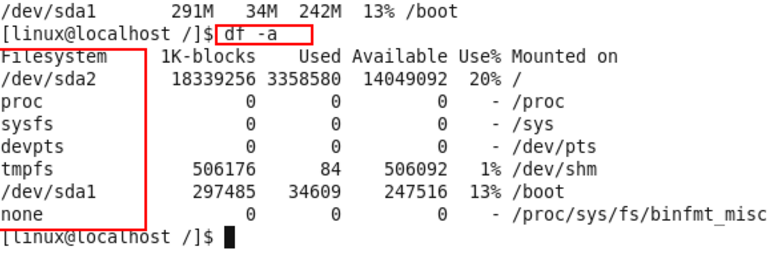 /dev/sda1 291M 34M 242M 13% /boot
[linux@localhost /]$ df -a
Filesystem 1K-blocks Used Available Use% Mounted on
/dev/sda2 18339256 3358580 14049092 20% /
proc 0 0 0 - /proc
sysfs 0 0 0 - /sys
devpts 0 0 0 - /dev/pts
tmpfs 506176 84 506092 1% /dev/shm
/dev/sda1 297485 34609 247516 13% /boot
none 0 0 0 - /proc/sys/fs/binfmt_misc
[linux@localhost /]$